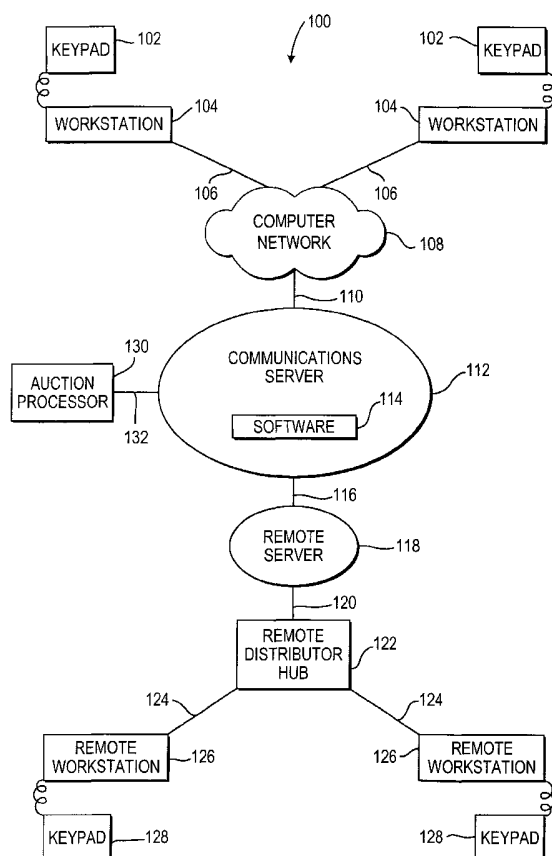 100
KEYPAD 102
102 KEYPAD
WORKSTATION 104
104 WORKSTATION
106
106
COMPUTER
NETWORK
108
110
COMMUNICATIONS
SERVER
112
130
AUCTION
PROCESSOR
132
114
SOFTWARE
116
REMOTE
SERVER
118
120
REMOTE
DISTRIBUTOR
HUB
122
124
124
REMOTE
WORKSTATION
126
126
REMOTE
WORKSTATION
KEYPAD 128
128 KEYPAD